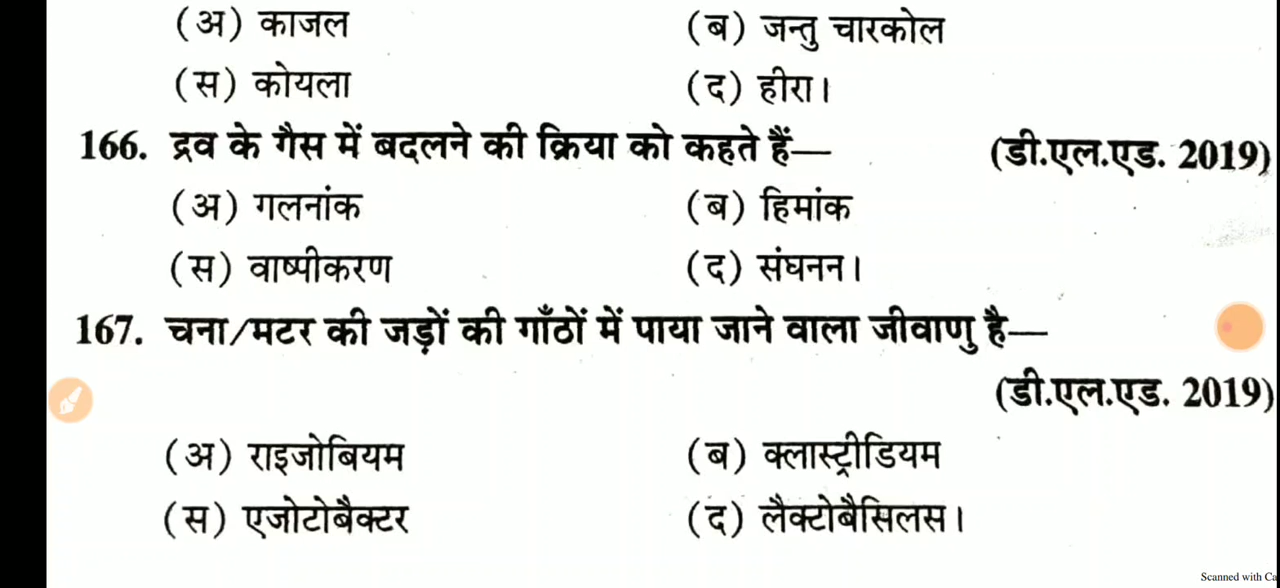 (अ) काजल (ब) जन्तु चारकोल
(स) कोयला (द) हीरा।
166. द्रव के गैस में बदलने की क्रिया को कहते हैं— (डी.एल.एड. 2019)
(अ) गलनांक (ब) हिमांक
(स) वाष्पीकरण (द) संघनन।
167. चना/मटर की जड़ों की गाँठों में पाया जाने वाला जीवाणु है—
(डी.एल.एड. 2019)
(अ) राइजोबियम (ब) क्लास्ट्रीडियम
(स) एजोटोबैक्टर (द) लैक्टोबैसिलस।
Scanned with Ca